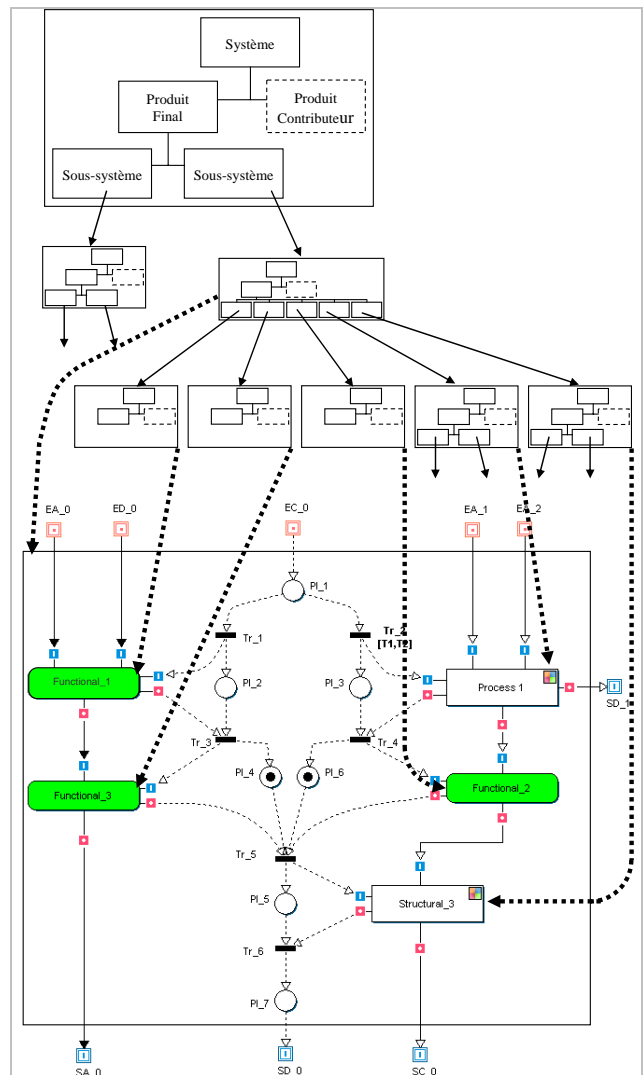 Système
Produit
Final
Produit
Contributeur
Sous-système
Sous-système
EA_0
ED_0
EC_0
EA_1
EA_2
Pl_1
Tr_1
Tr_2
[T1,T2]
Functional_1
Pl_2
Pl_3
Process 1
SD_1
Tr_3
Tr_4
Pl_4
Pl_6
Functional_3
Functional_2
Tr_5
Pl_5
Structural_3
Tr_6
Pl_7
SA_0
SD_0
SC_0